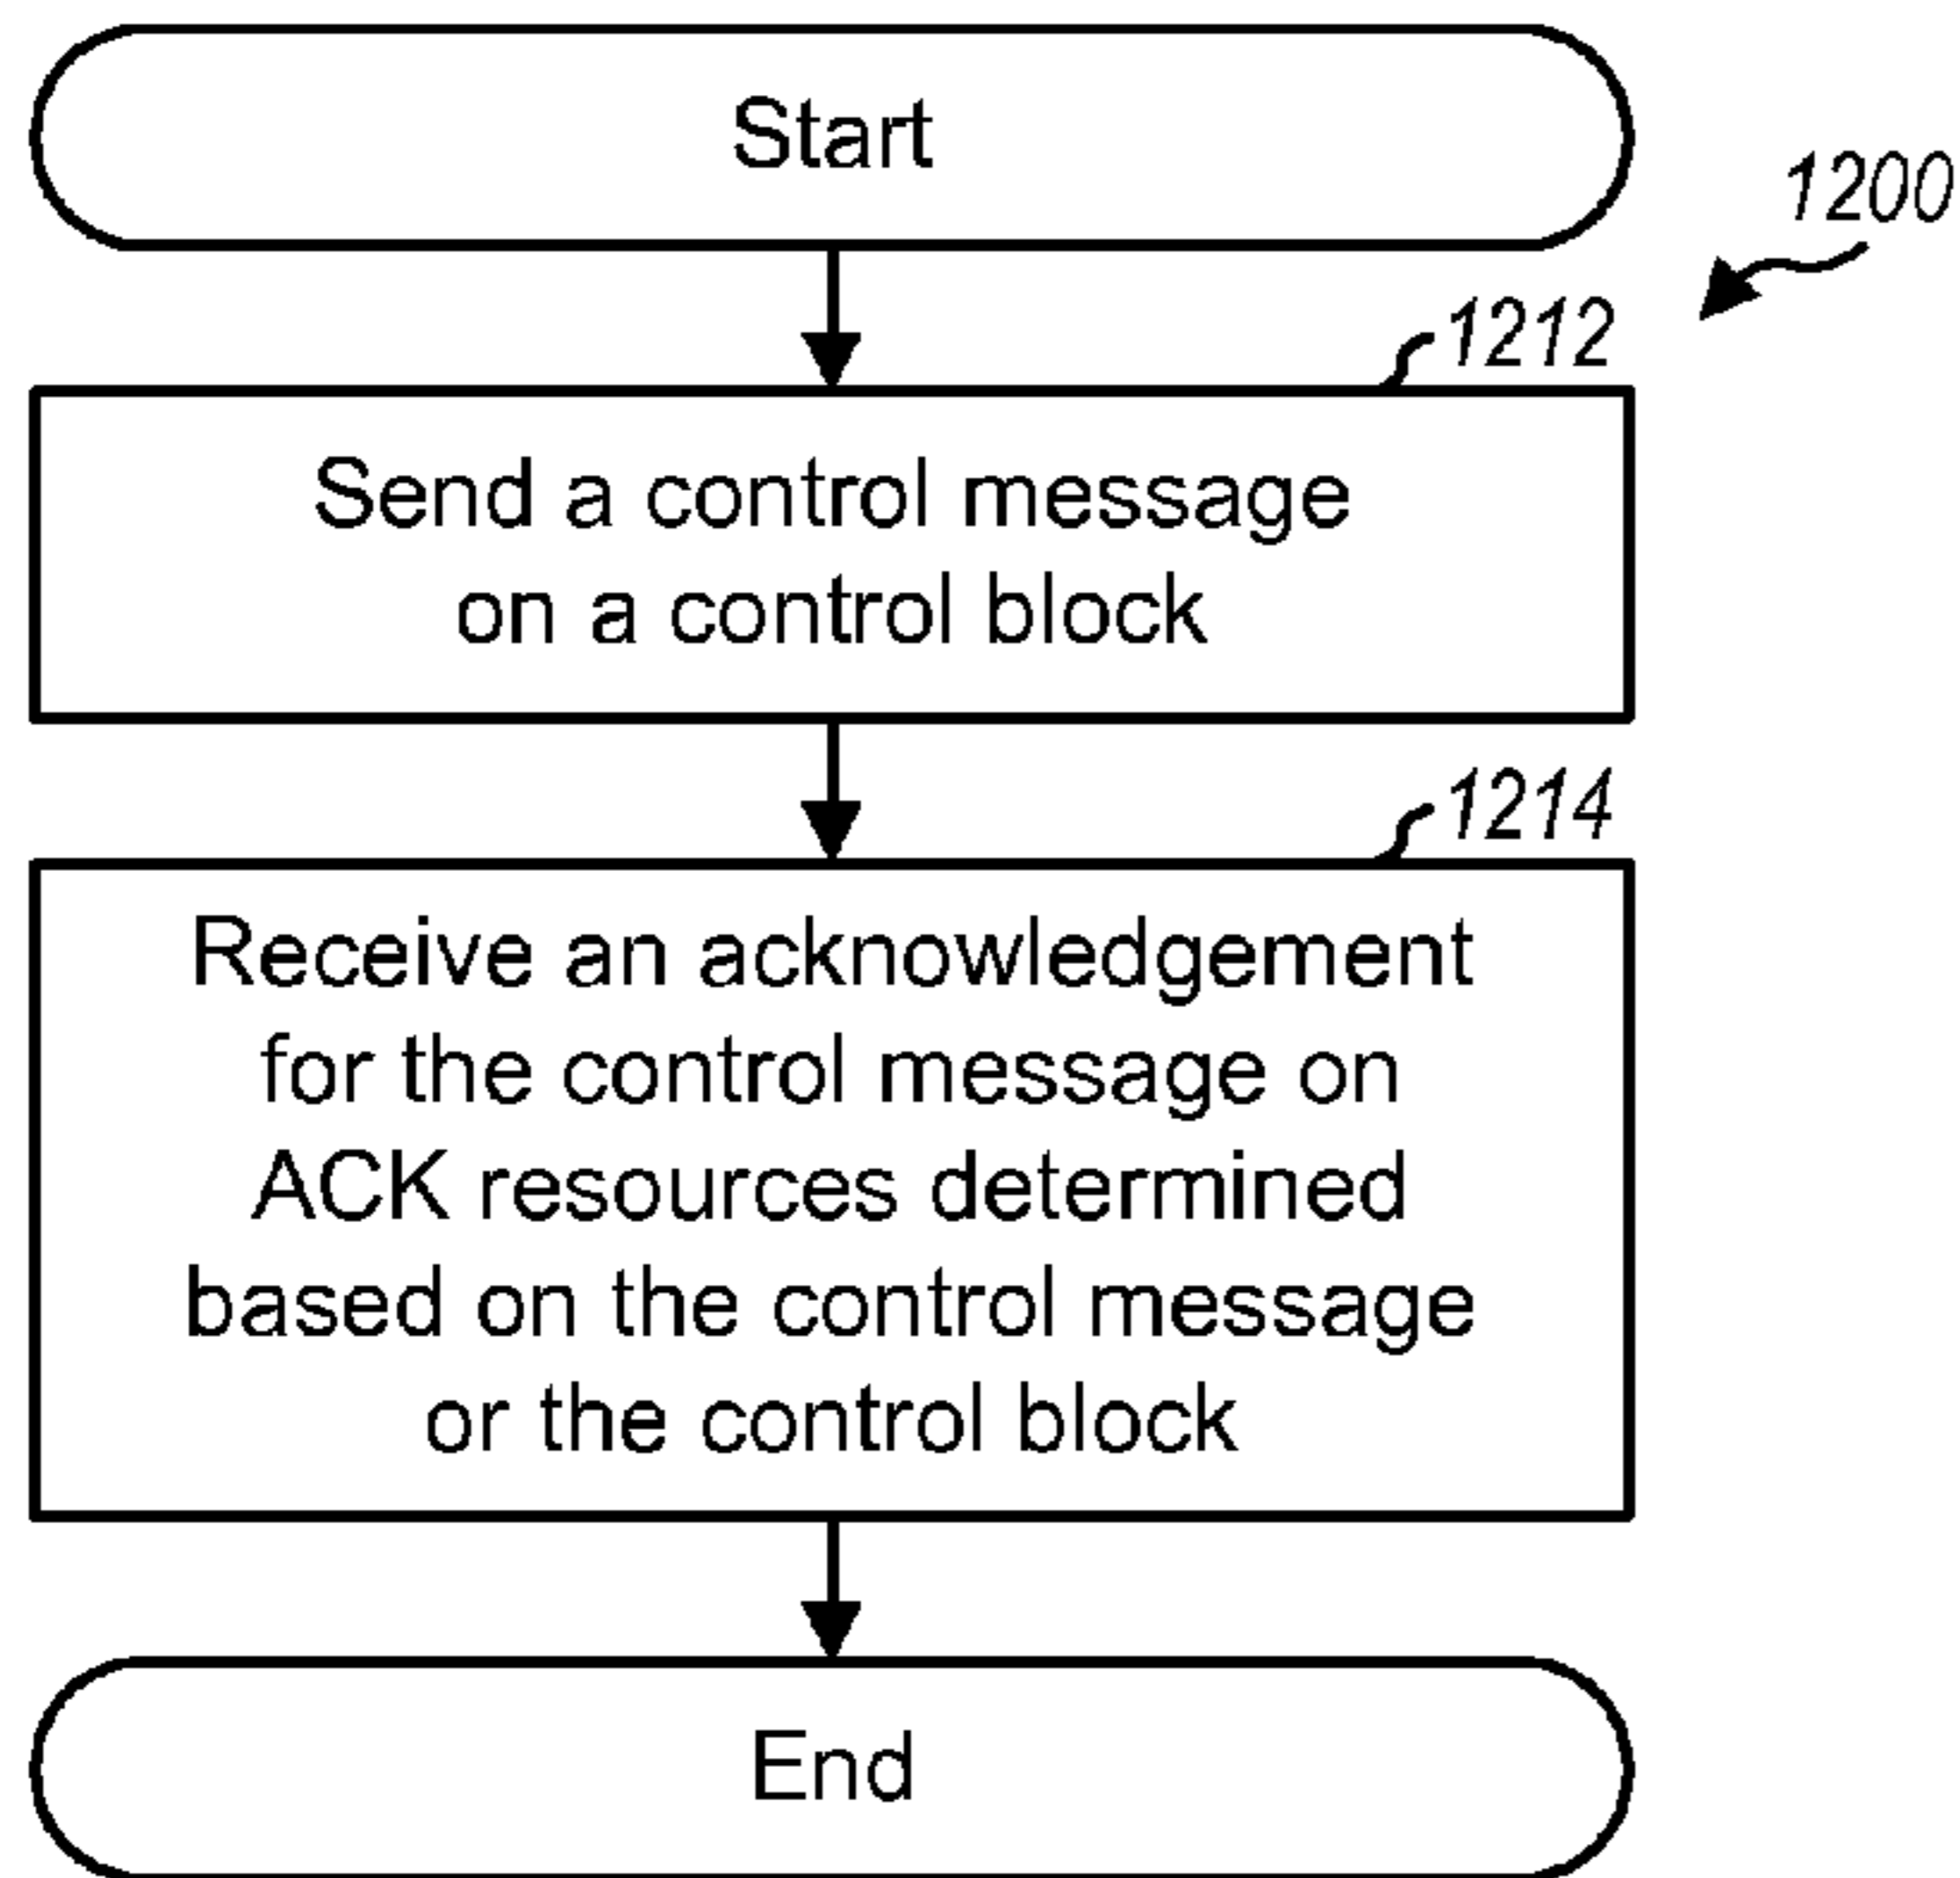 Start
1200
1212
Send a control message
on a control block
1214
Receive an acknowledgement
for the control message on
ACK resources determined
based on the control message
or the control block
End